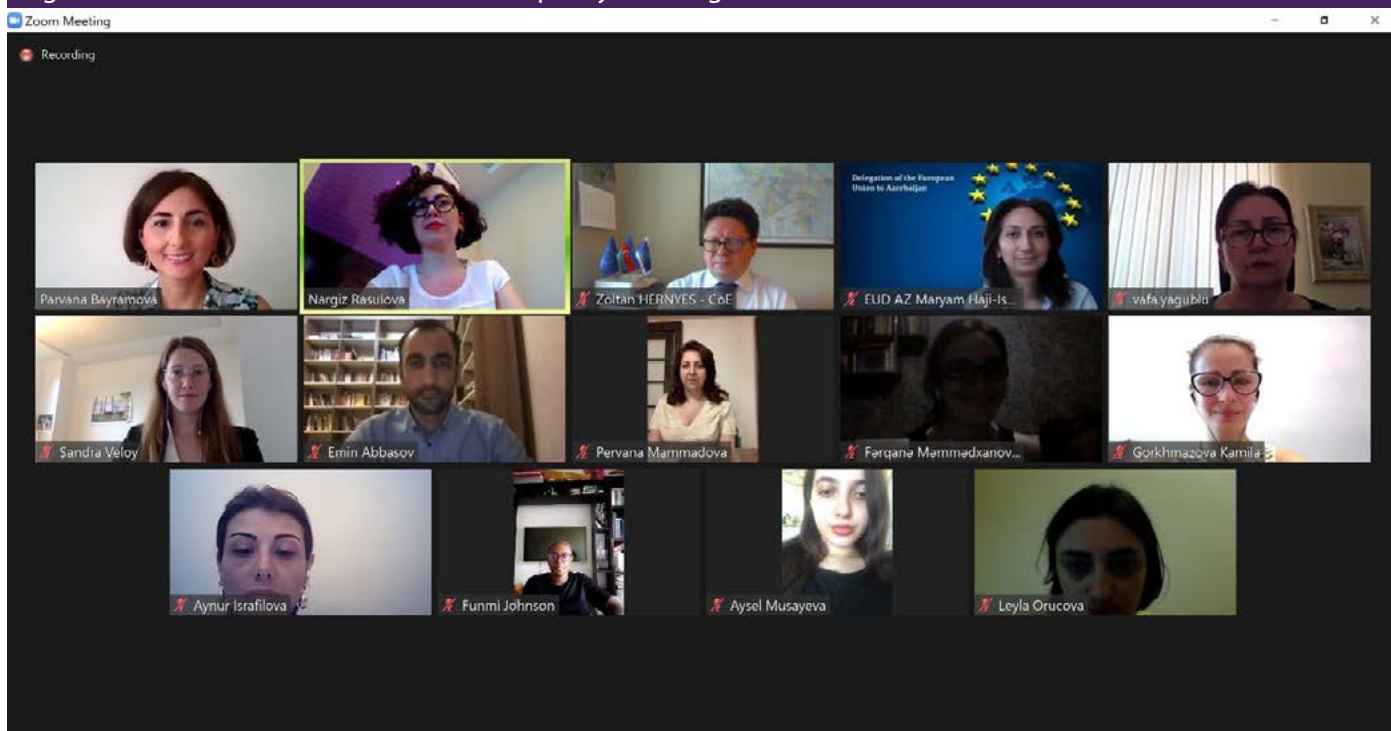 Zoom Meeting
Recording
Delegation of the European
Union to Azerbaijan
Parvana Bayramova
Nargiz Rasulova
Zoltan HERNYES - CoE
EUD AZ Maryam Haji-Is...
vafa.yagublu
Sandra Veloy
Emin Abbasov
Pervana Mammadova
Fərqanə Məmmədxanov...
Gorkhmazova Kamila
Aynur Israfilova
Funmi Johnson
Aysel Musayeva
Leyla Orucova